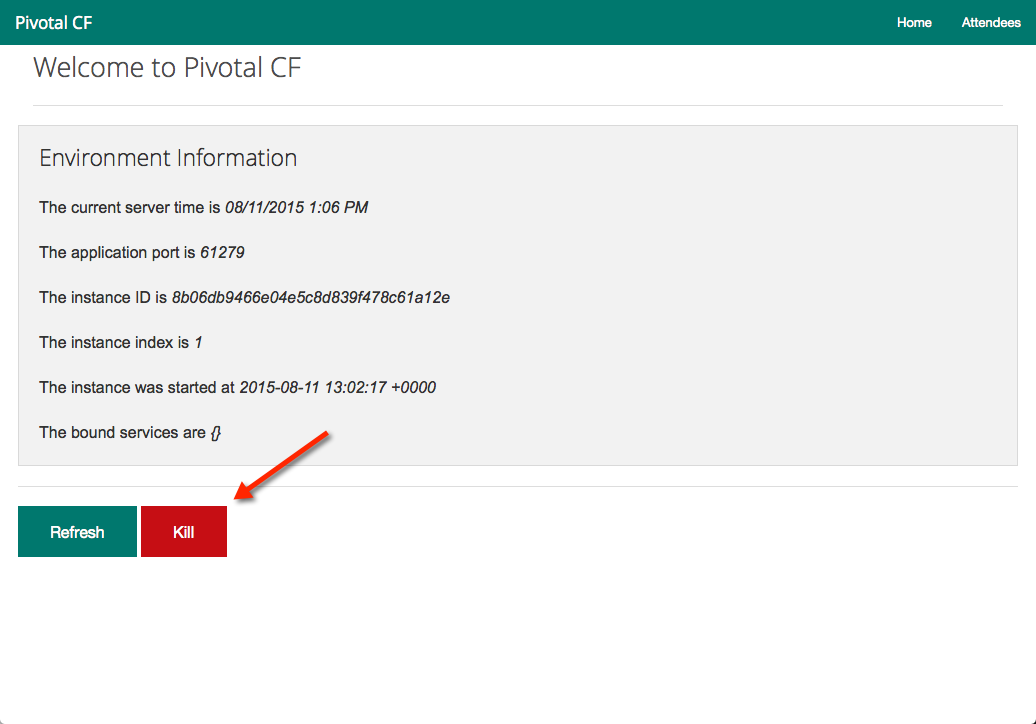 Pivotal CF Home Attendees
Welcome to Pivotal CF
Environment Information
The current server time is 08/11/2015 1:06 PM
The application port is 61279
The instance ID is 8b06db9466e04e5c8d839f478c61a12e
The instance index is 1
The instance was started at 2015-08-11 13:02:17 +0000
The bound services are {}
Refresh Kill